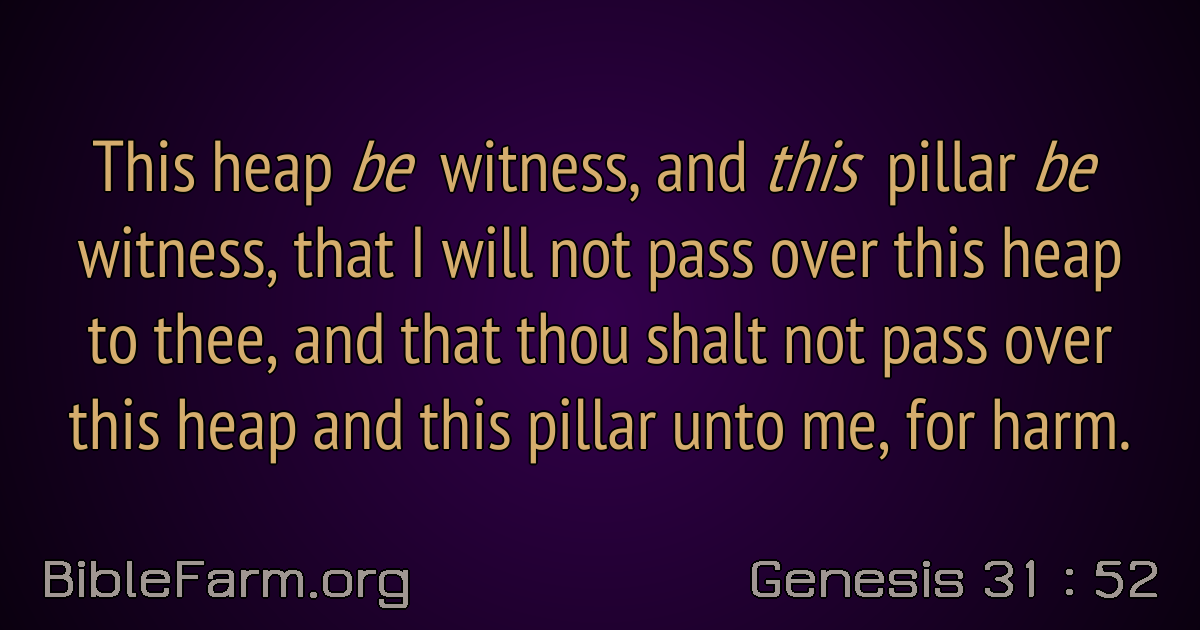 This heap be witness, and this pillar be
witness, that I will not pass over this heap
to thee, and that thou shalt not pass over
this heap and this pillar unto me, for harm.
BibleFarm.org
Genesis 31 : 52